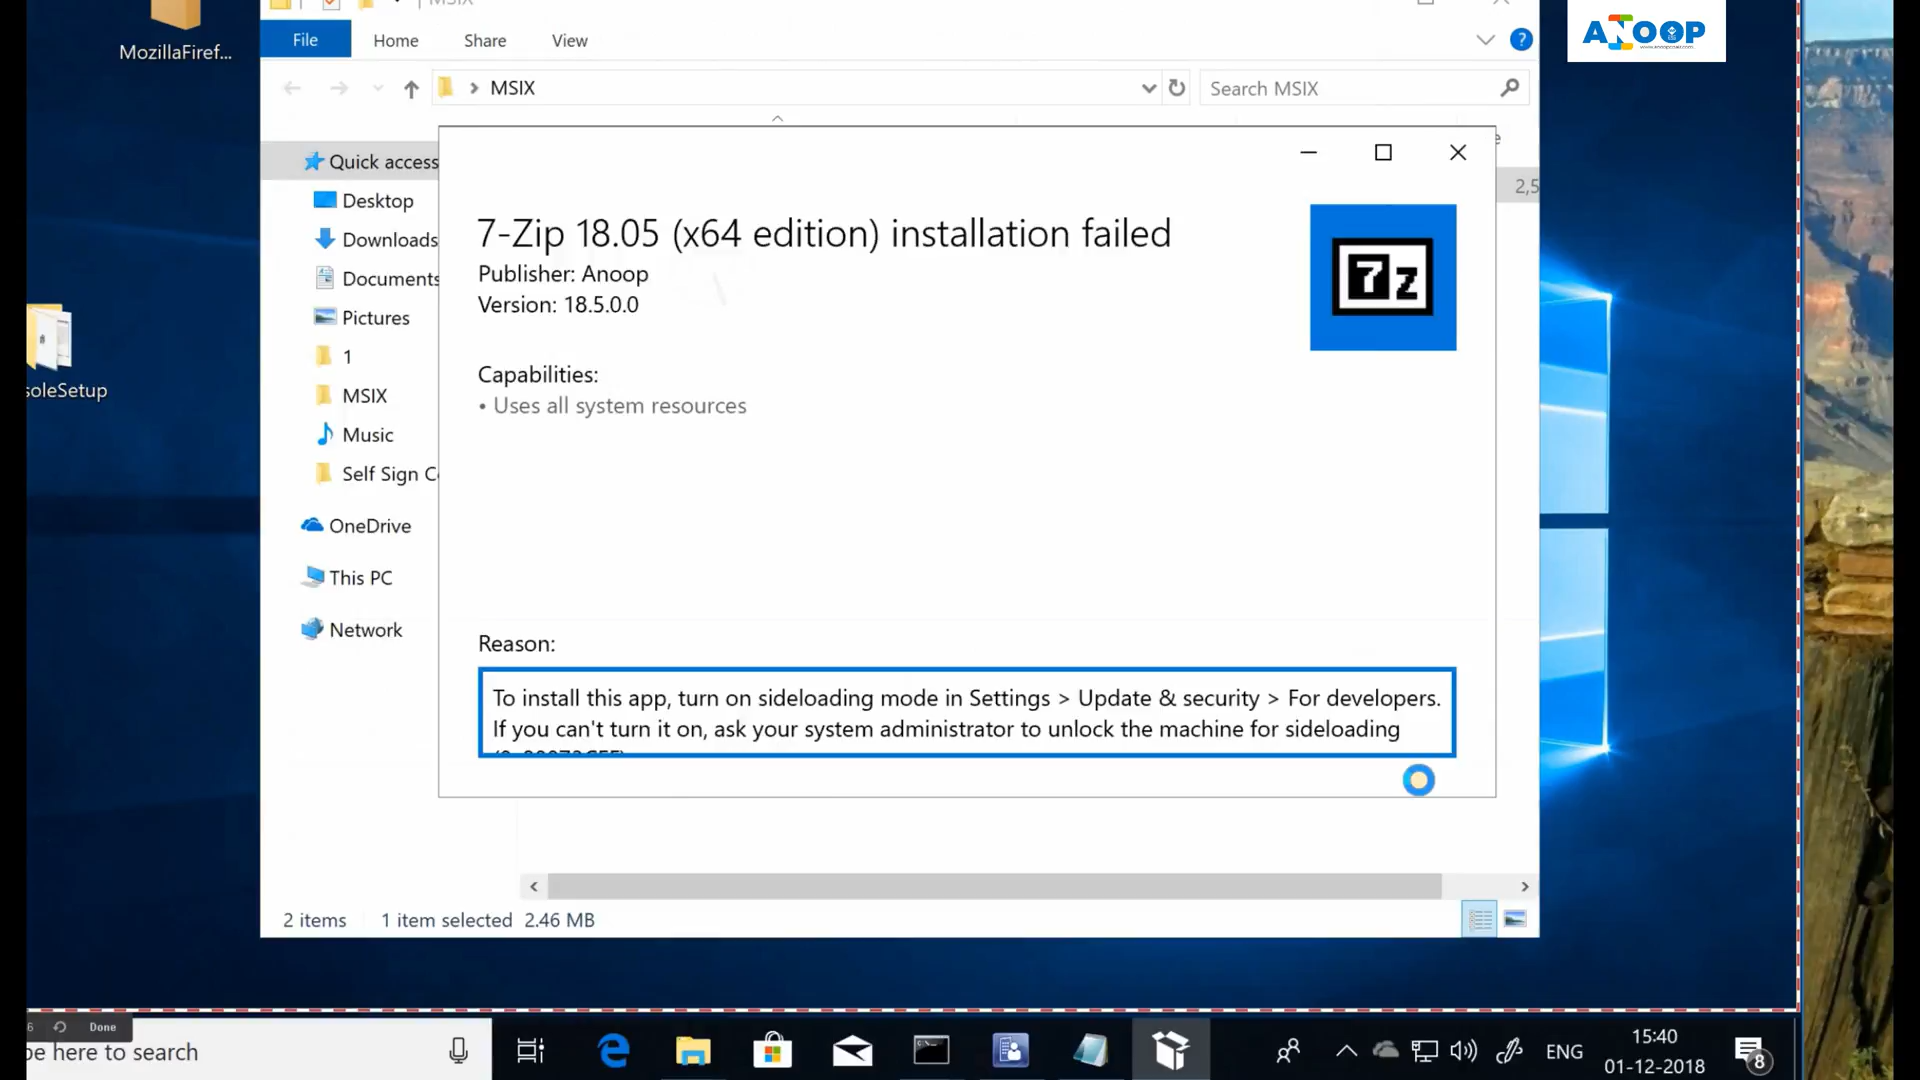 MSIX
MozillaFiref...
File
Home
Share
View
ANOOP
MSIX
Search MSIX
Quick access
Desktop
Downloads
Documents
Pictures
1
MSIX
Music
Self Sign C
OneDrive
This PC
Network
soleSetup
2,5
7-Zip 18.05 (x64 edition) installation failed
Publisher: Anoop
Version: 18.5.0.0
7z
Capabilities:
• Uses all system resources
Reason:
To install this app, turn on sideloading mode in Settings > Update & security > For developers.
If you can't turn it on, ask your system administrator to unlock the machine for sideloading
2 items
1 item selected
2.46 MB
Done
pe here to search
ENG
15:40
01-12-2018
8